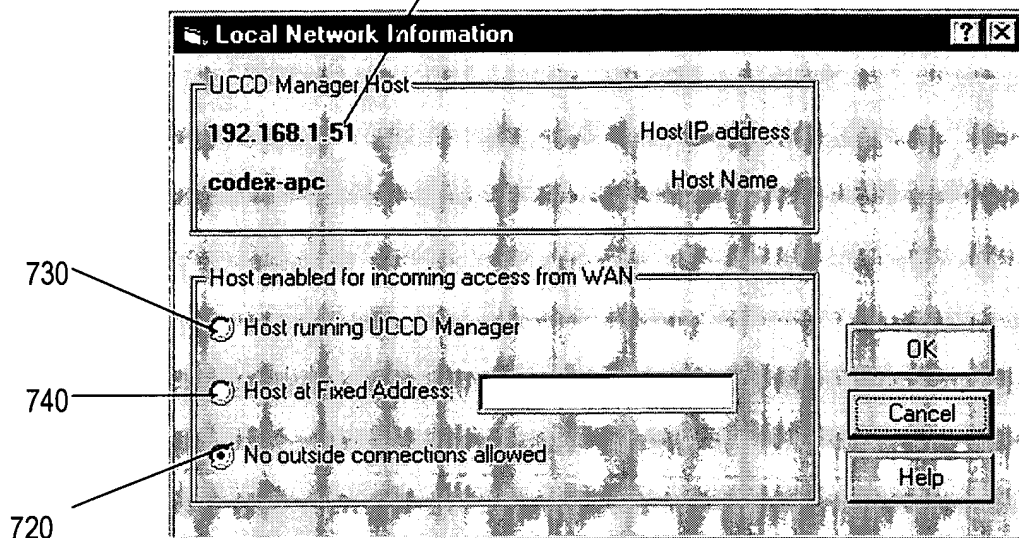 Local Network Information
UCCD Manager Host
192.168.1.51 Host IP address
codex-apc Host Name
730
Host enabled for incoming access from WAN
Host running UCCD Manager
OK
740
Host at Fixed Address:
Cancel
No outside connections allowed
Help
720